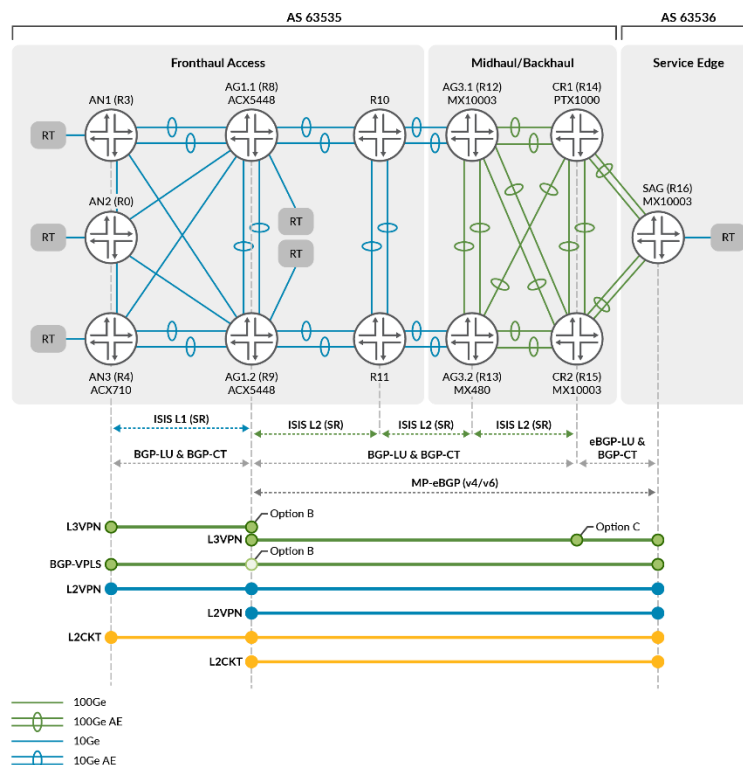 AS 63535
AS 63536
Fronthaul Access
Midhaul/Backhaul
Service Edge
AN1 (R3)
AG1.1 (R8)
ACX5448
R10
AG3.1 (R12)
MX10003
CR1 (R14)
PTX1000
RT
AN2 (R0)
RT
RT
RT
SAG (R16)
MX10003
RT
RT
AN3 (R4)
ACX710
AG1.2 (R9)
ACX5448
R11
AG3.2 (R13)
MX480
CR2 (R15)
MX10003
ISIS L1 (SR)
ISIS L2 (SR)
ISIS L2 (SR)
ISIS L2 (SR)
eBGP-LU &
BGP-CT
BGP-LU & BGP-CT
BGP-LU & BGP-CT
MP-eBGP (v4/v6)
Option B
L3VPN
Option C
L3VPN
Option B
BGP-VPLS
L2VPN
L2VPN
L2CKT
L2CKT
100Ge
100Ge AE
10Ge
10Ge AE